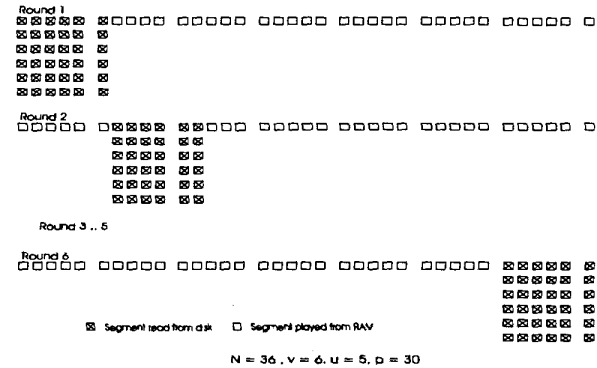 Round 1
Round 2
Round 3 .. 5
Round 6
Segment read from disk
Segment played from RAM
N = 36 , v = 6, u = 5, p = 30